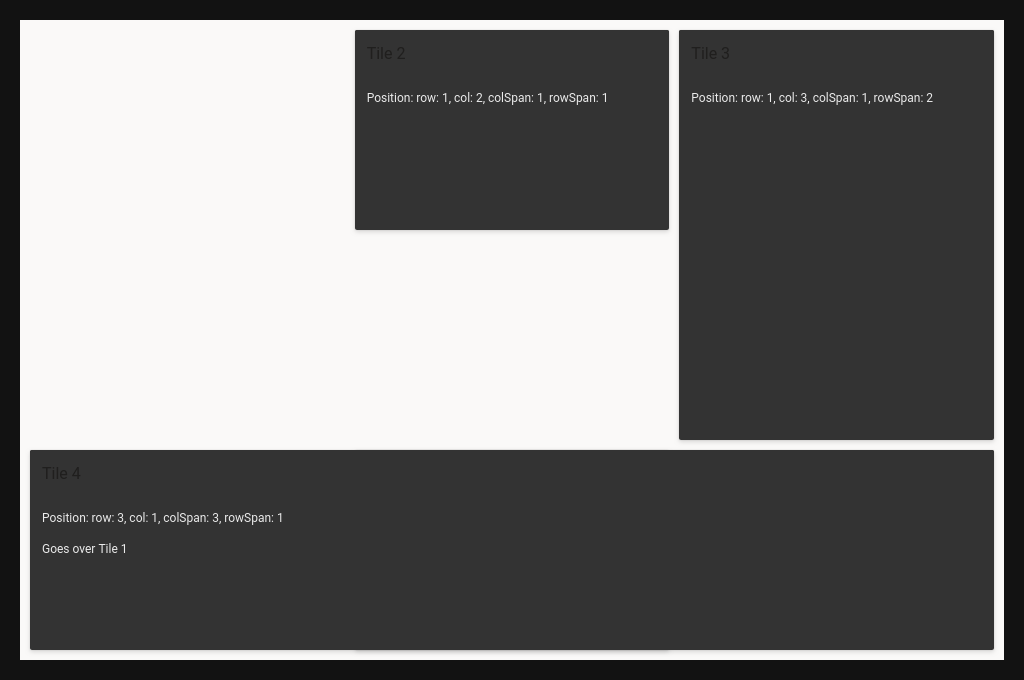 Tile 2
Position: row: 1, col: 2, colSpan: 1, rowSpan: 1
Tile 3
Position: row: 1, col: 3, colSpan: 1, rowSpan: 2
Tile 4
Position: row: 3, col: 1, colSpan: 3, rowSpan: 1
Goes over Tile 1